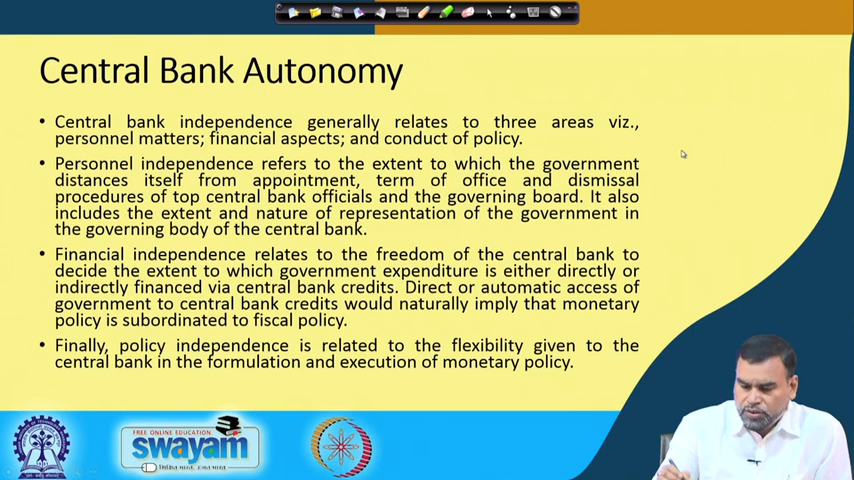 Central Bank Autonomy
• Central bank independence generally relates to three areas viz.,
personnel matters; financial aspects; and conduct of policy.
• Personnel independence refers to the extent to which the government
distances itself from appointment, term of office and dismissal
procedures of top central bank officials and the governing board. It also
includes the extent and nature of representation of the government in
the governing body of the central bank.
• Financial independence relates to the freedom of the central bank to
decide the extent to which government expenditure is either directly or
indirectly financed via central bank credits. Direct or automatic access of
government to central bank credits would naturally imply that monetary
policy is subordinated to fiscal policy.
• Finally, policy independence is related to the flexibility given to the
central bank in the formulation and execution of monetary policy.
FREE ONLINE EDUCATION
swayam